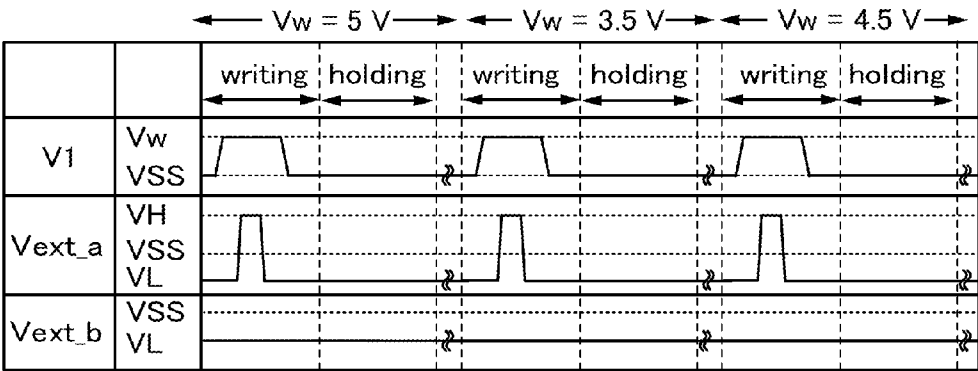 Vw = 5 V Vw = 3.5 V Vw = 4.5 V
writing holding writing holding writing holding
V1
Vw
VSS
Vext_a
VH
VSS
VL
Vext_b
VSS
VL